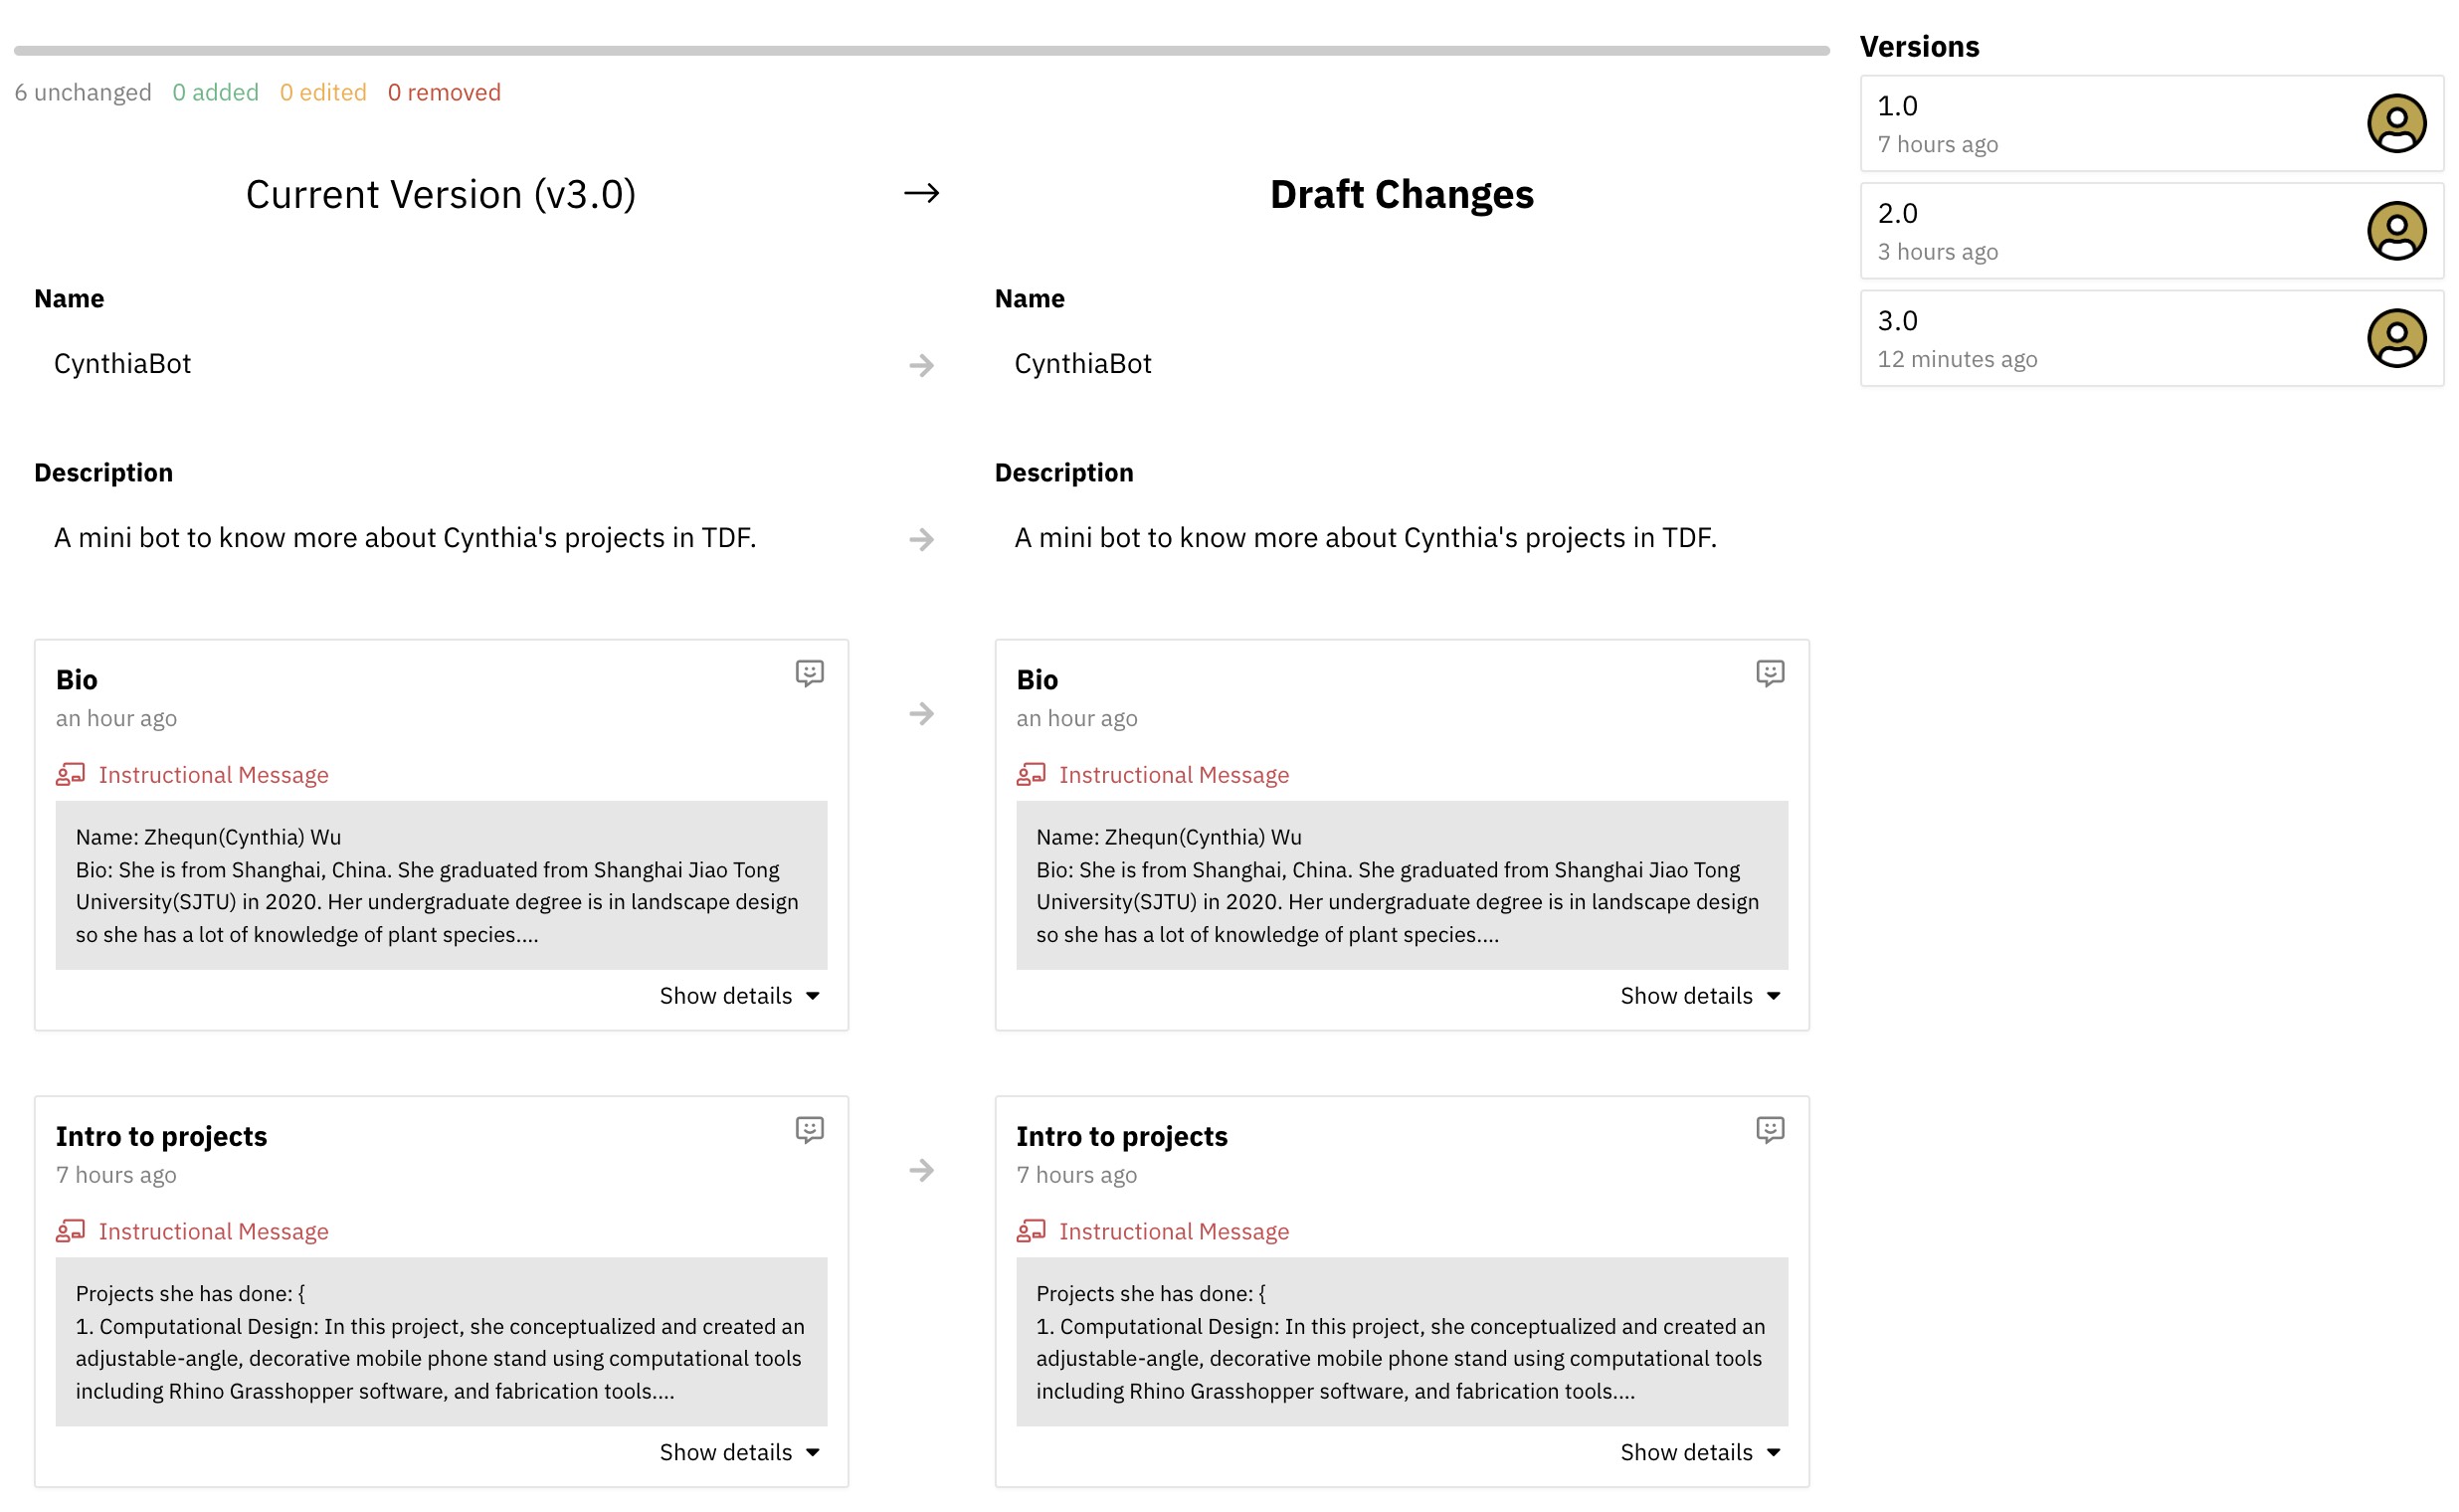 6 unchanged 0 added 0 edited 0 removed
Current Version (v3.0) → Draft Changes
Name
CynthiaBot
Description
A mini bot to know more about Cynthia's projects in TDF.
Bio
an hour ago
Instructional Message
Name: Zhequn(Cynthia) Wu
Bio: She is from Shanghai, China. She graduated from Shanghai Jiao Tong
University(SJTU) in 2020. Her undergraduate degree is in landscape design
so she has a lot of knowledge of plant species....
Show details
Intro to projects
7 hours ago
Instructional Message
Projects she has done: {
1. Computational Design: In this project, she conceptualized and created an
adjustable-angle, decorative mobile phone stand using computational tools
including Rhino Grasshopper software, and fabrication tools....
Show details
Name
CynthiaBot
Description
A mini bot to know more about Cynthia's projects in TDF.
Bio
an hour ago
Instructional Message
Name: Zhequn(Cynthia) Wu
Bio: She is from Shanghai, China. She graduated from Shanghai Jiao Tong
University(SJTU) in 2020. Her undergraduate degree is in landscape design
so she has a lot of knowledge of plant species....
Show details
Intro to projects
7 hours ago
Instructional Message
Projects she has done: {
1. Computational Design: In this project, she conceptualized and created an
adjustable-angle, decorative mobile phone stand using computational tools
including Rhino Grasshopper software, and fabrication tools....
Show details
Versions
1.0
7 hours ago
2.0
3 hours ago
3.0
12 minutes ago